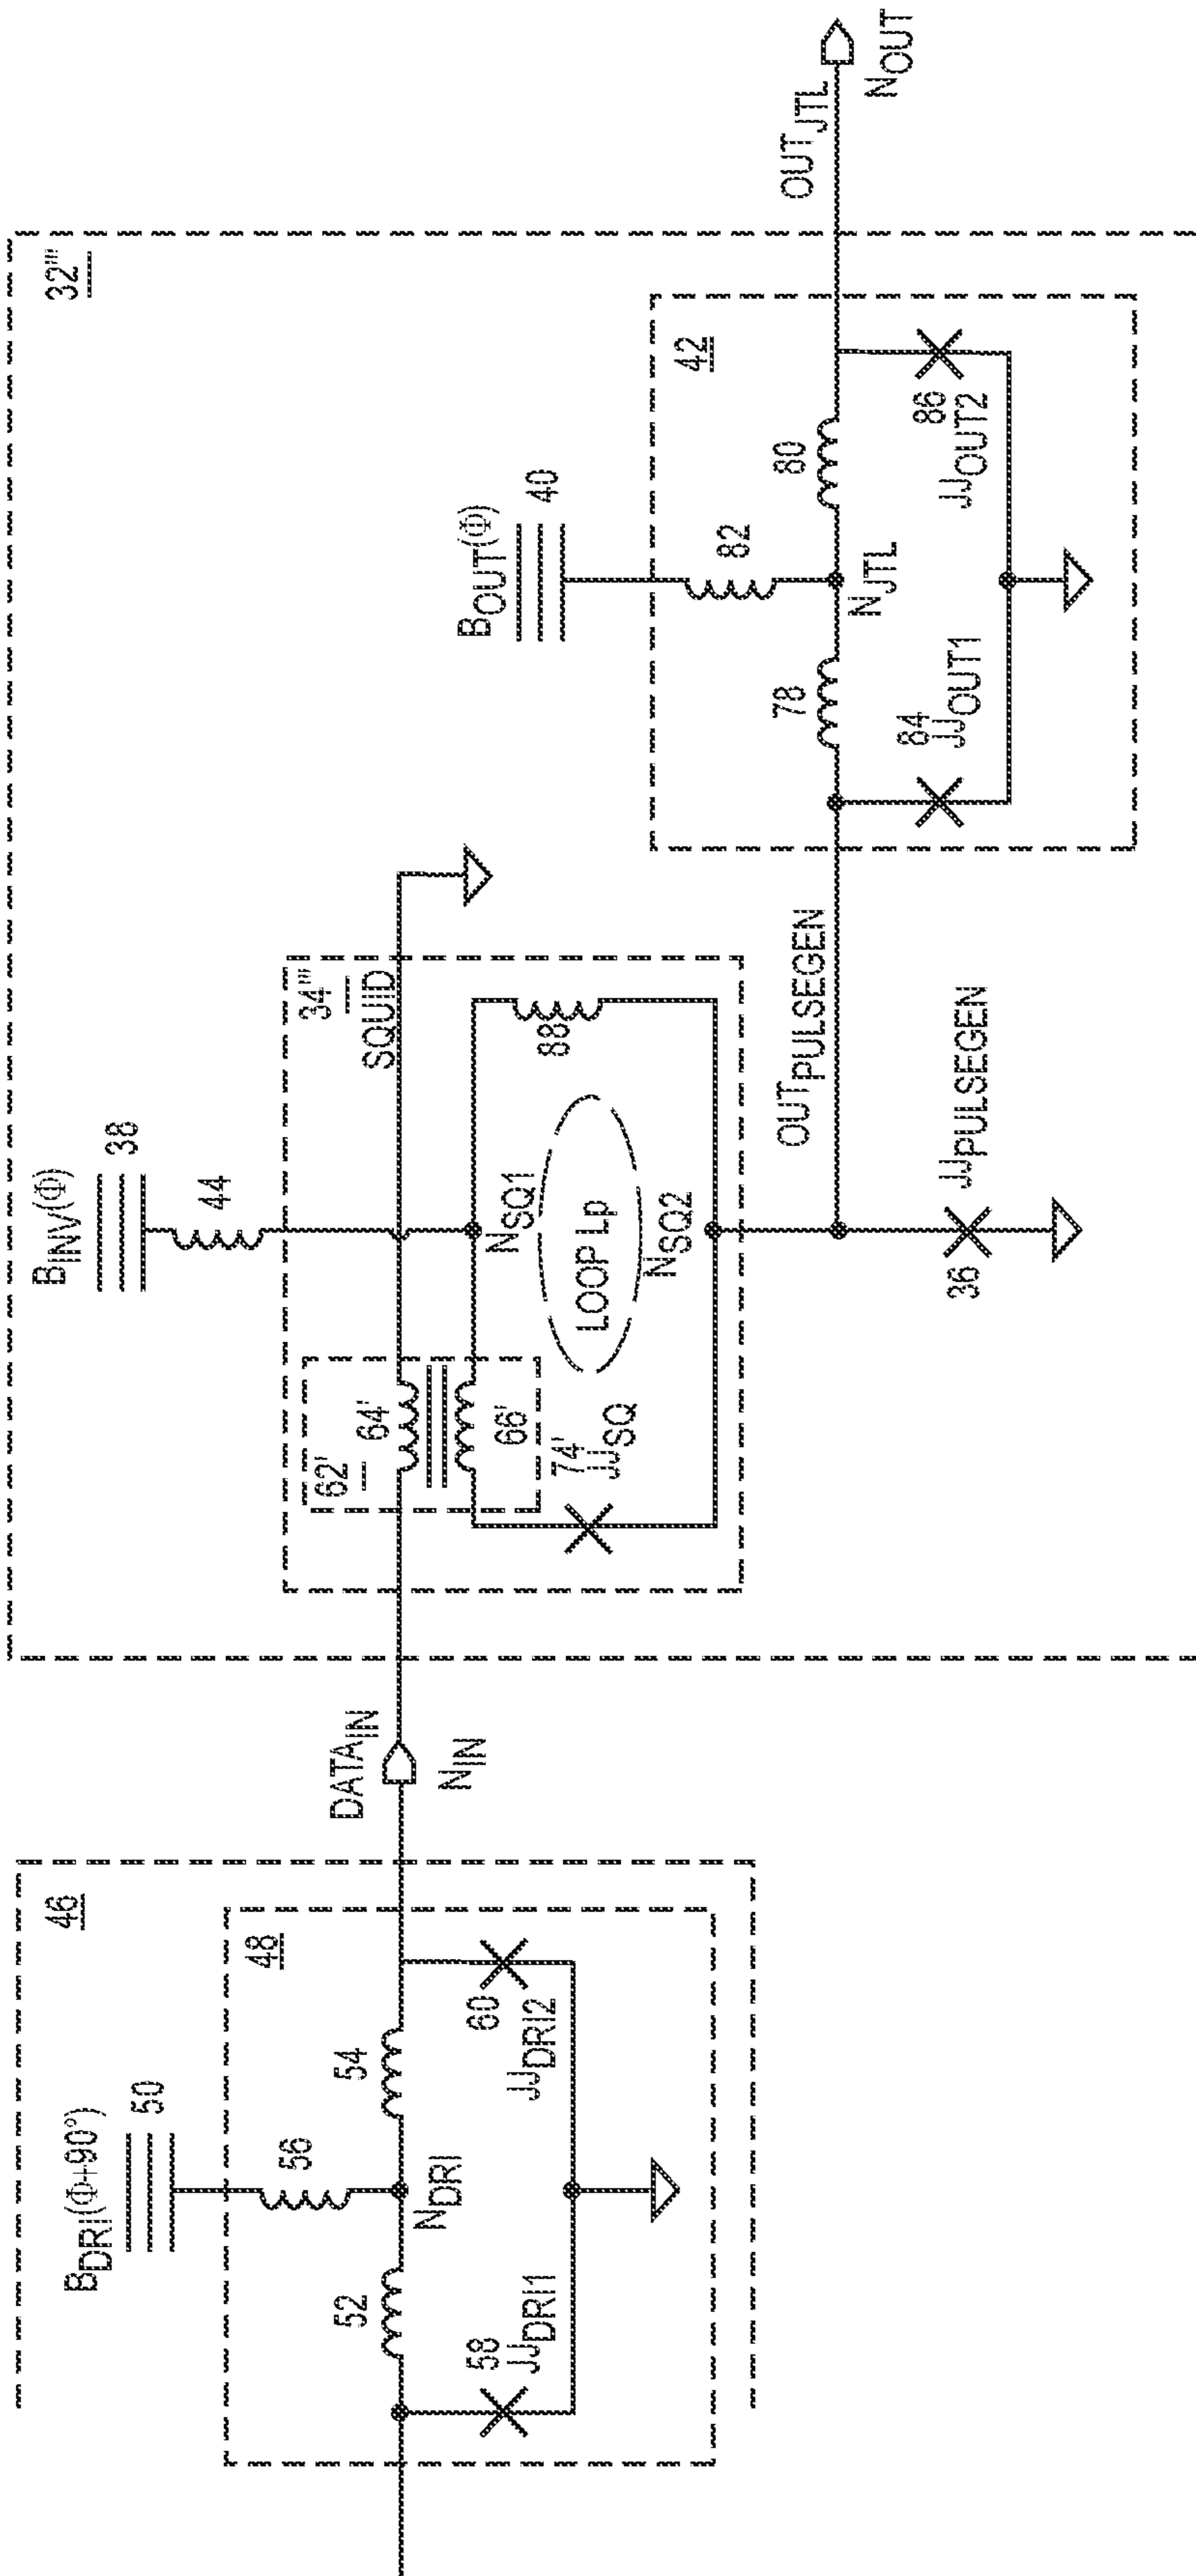 46
B_DRI(Φ+90°)
50
48
56
52
54
N_DRI
58
JJ_DRI1
60
JJ_DRI2
DATA_IN
N_IN
32'''
B_INV(Φ)
38
44
34'''
SQUID
62'
64'
66'
74'
JJ_SQ
N_SQ1
LOOP Lp
N_SQ2
88
OUT_PULSEGEN
36
JJ_PULSEGEN
B_OUT(Φ)
40
42
82
78
80
N_JTL
84
JJ_OUT1
86
JJ_OUT2
OUT_JTL
N_OUT